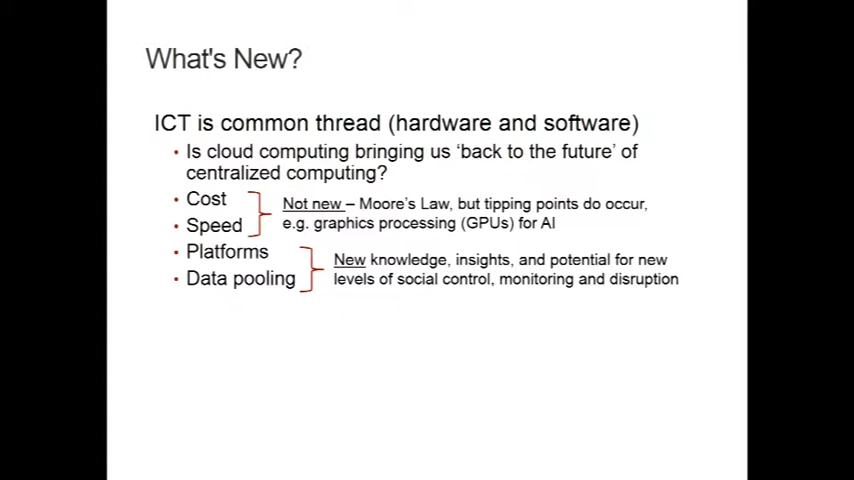 What's New?
ICT is common thread (hardware and software)
• Is cloud computing bringing us ‘back to the future’ of
centralized computing?
• Cost
• Speed
Not new – Moore's Law, but tipping points do occur,
e.g. graphics processing (GPUs) for AI
• Platforms
• Data pooling
New knowledge, insights, and potential for new
levels of social control, monitoring and disruption